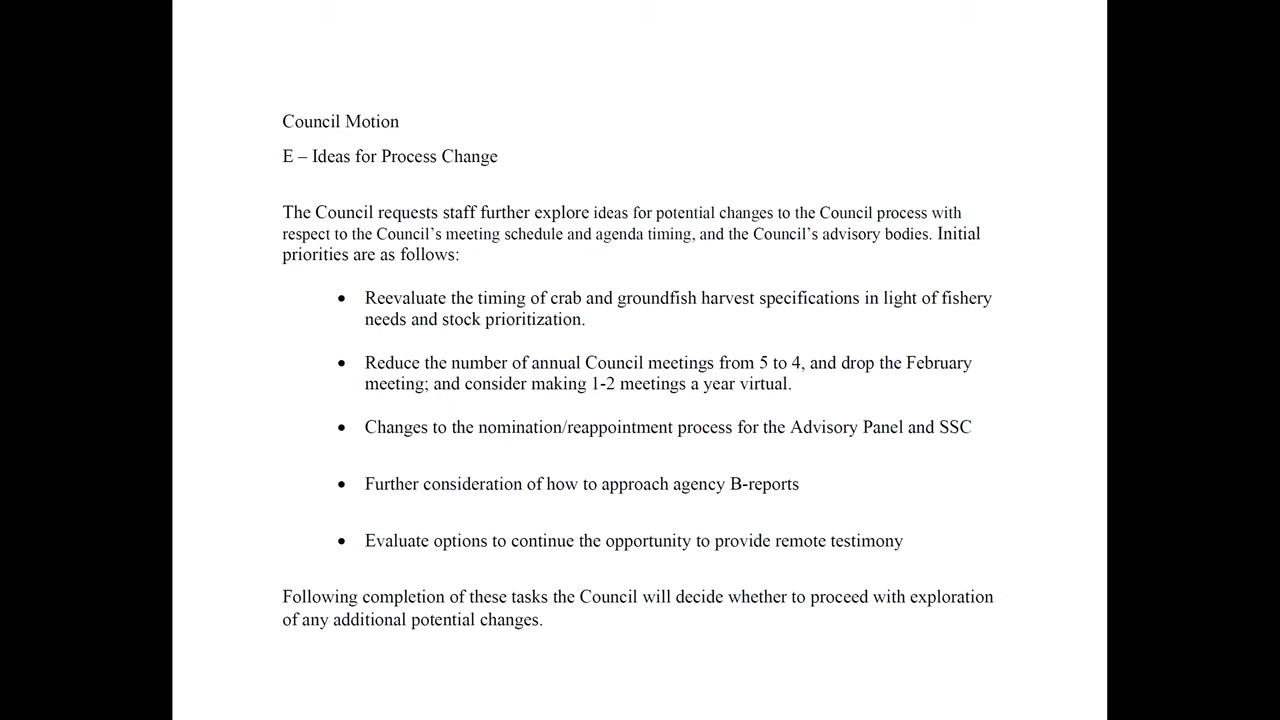 Council Motion
E – Ideas for Process Change
The Council requests staff further explore ideas for potential changes to the Council process with
respect to the Council’s meeting schedule and agenda timing, and the Council’s advisory bodies. Initial
priorities are as follows:
• Reevaluate the timing of crab and groundfish harvest specifications in light of fishery
needs and stock prioritization.
• Reduce the number of annual Council meetings from 5 to 4, and drop the February
meeting; and consider making 1-2 meetings a year virtual.
• Changes to the nomination/reappointment process for the Advisory Panel and SSC
• Further consideration of how to approach agency B-reports
• Evaluate options to continue the opportunity to provide remote testimony
Following completion of these tasks the Council will decide whether to proceed with exploration
of any additional potential changes.